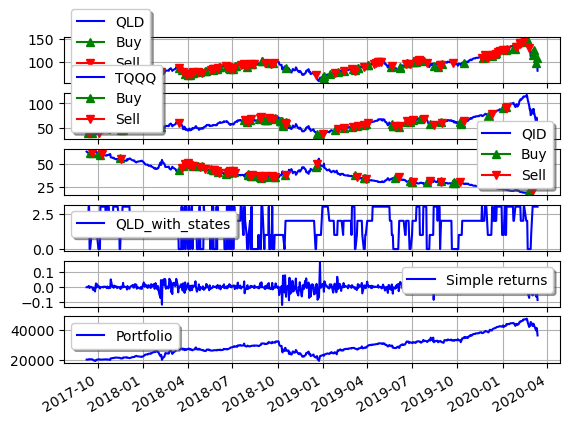 QLD
Buy
Sell
150
100
TQQQ
Buy
Sell
100
50
QID
Buy
Sell
50
25
QLD_with_states
2.5
0.0
Simple returns
0.1
0.0
−0.1
Portfolio
40000
20000
2017-10
2018-01
2018-04
2018-07
2018-10
2019-01
2019-04
2019-07
2019-10
2020-01
2020-04